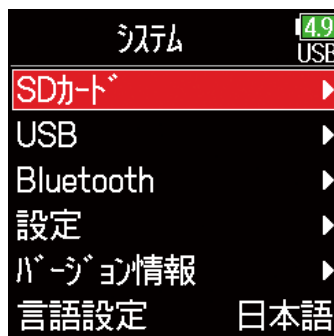 システム 4.9
USB
SDカード
USB
Bluetooth
設定
バージョン情報
言語設定 日本語